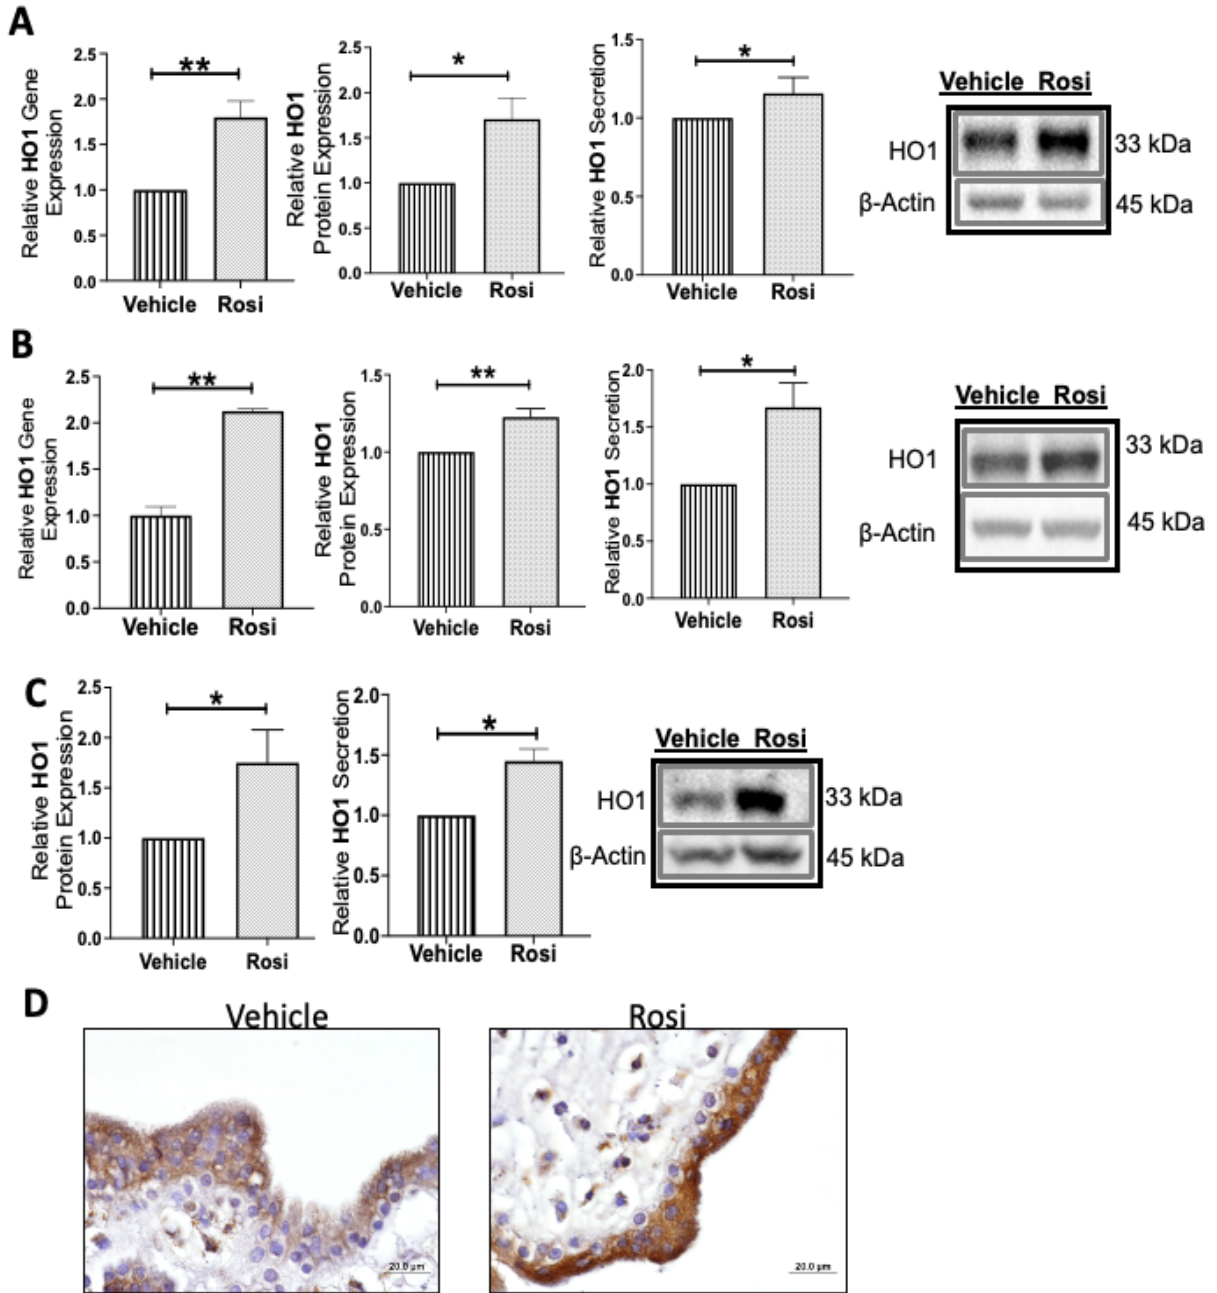 A
Relative HO1 Gene
Expression
2.5
2.0
1.5
1.0
0.5
0.0
**
Vehicle Rosi
Relative HO1
Protein Expression
2.5
2.0
1.5
1.0
0.5
0.0
*
Vehicle Rosi
Relative HO1 Secretion
1.5
1.0
0.5
0.0
*
Vehicle Rosi
Vehicle Rosi
HO1 33 kDa
β-Actin 45 kDa
B
Relative HO1 Gene
Expression
2.5
2.0
1.5
1.0
0.5
0.0
**
Vehicle Rosi
Relative HO1
Protein Expression
1.5
1.0
0.5
0.0
**
Vehicle Rosi
Relative HO1 Secretion
2.0
1.5
1.0
0.5
0.0
*
Vehicle Rosi
Vehicle Rosi
HO1 33 kDa
β-Actin 45 kDa
C
Relative HO1
Protein Expression
2.5
2.0
1.5
1.0
0.5
0.0
*
Vehicle Rosi
Relative HO1 Secretion
2.0
1.5
1.0
0.5
0.0
*
Vehicle Rosi
Vehicle Rosi
HO1 33 kDa
β-Actin 45 kDa
D
Vehicle Rosi
20.0 µm
20.0 µm